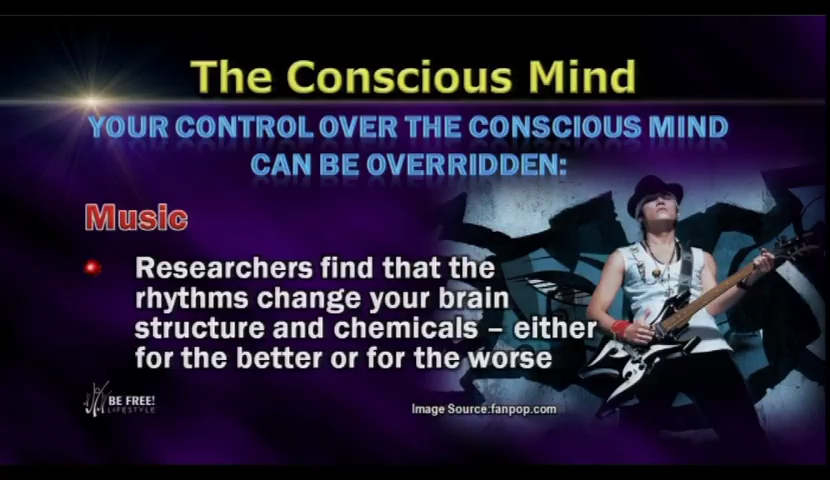 The Conscious Mind
YOUR CONTROL OVER THE CONSCIOUS MIND
CAN BE OVERRIDDEN:
Music
Researchers find that the
rhythms change your brain
structure and chemicals – either
for the better or for the worse
BE FREE!
LIFESTYLE
Image Source:fanpop.com